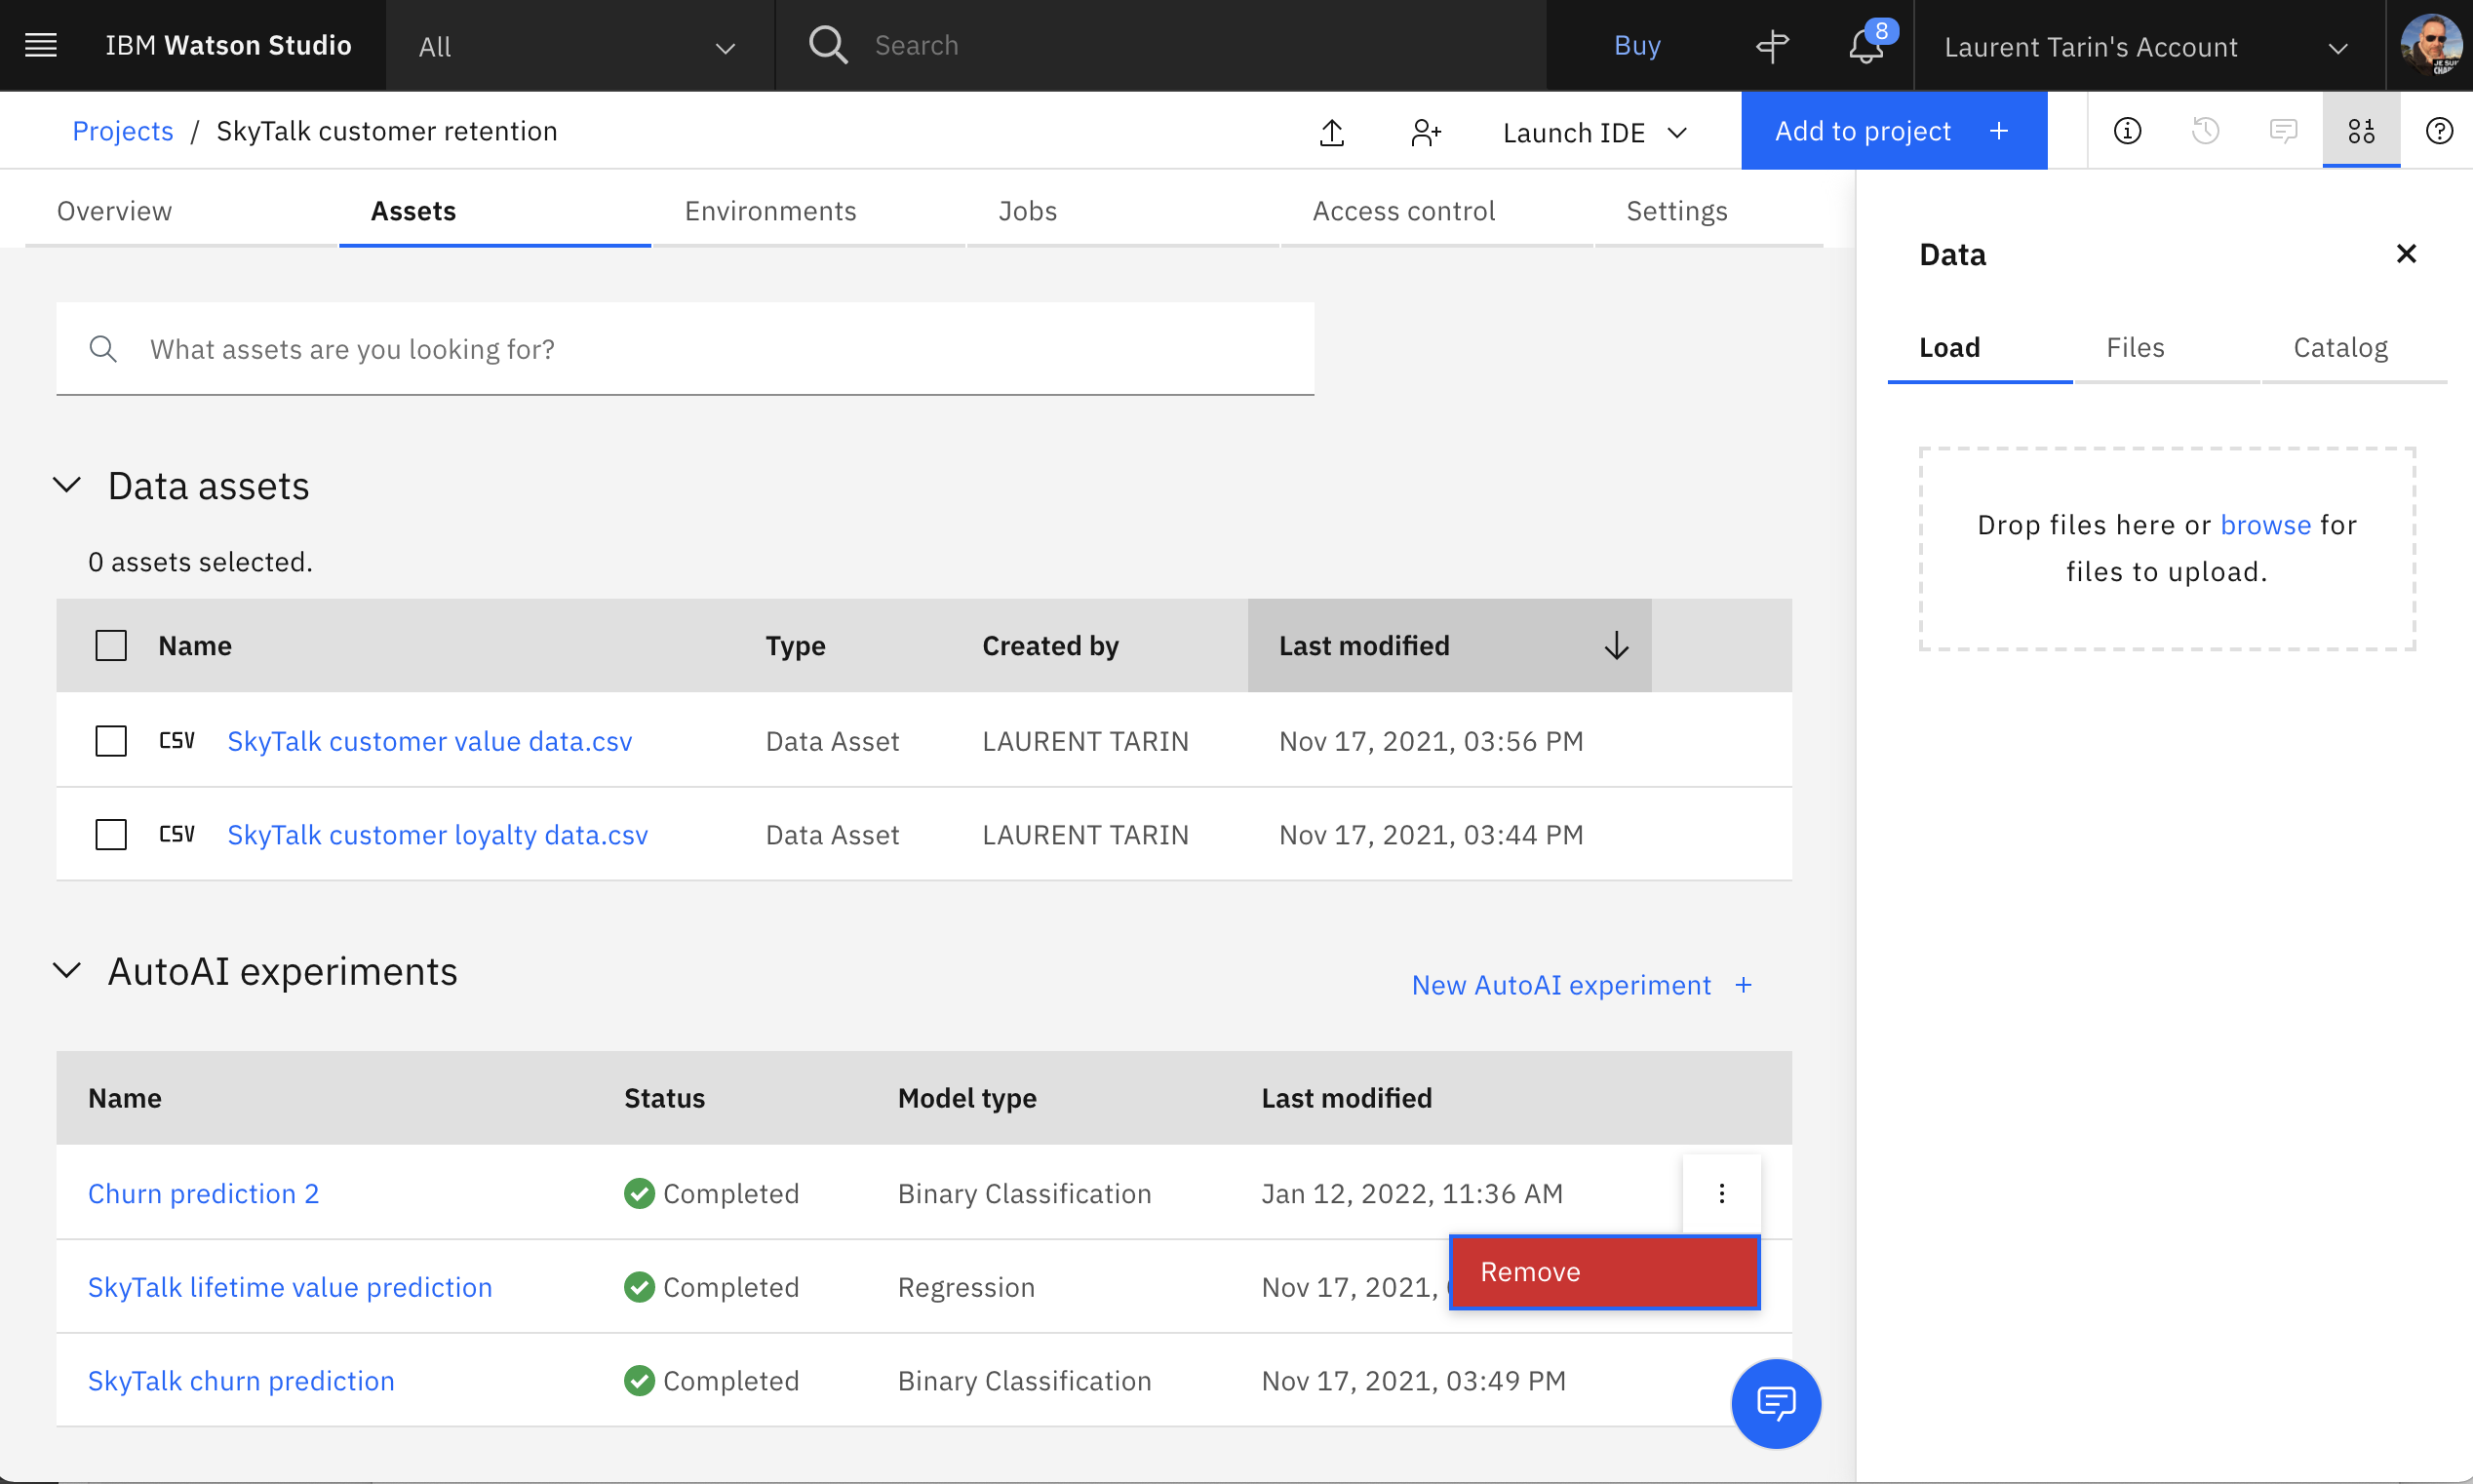 IBM Watson Studio
All
Search
Buy
8
Laurent Tarin's Account
JE SUIS
Projects / SkyTalk customer retention
Launch IDE
Add to project +
Overview
Assets
Environments
Jobs
Access control
Settings
What assets are you looking for?
Data assets
0 assets selected.
Name Type Created by Last modified
CSV SkyTalk customer value data.csv Data Asset LAURENT TARIN Nov 17, 2021, 03:56 PM
CSV SkyTalk customer loyalty data.csv Data Asset LAURENT TARIN Nov 17, 2021, 03:44 PM
AutoAI experiments
New AutoAI experiment +
Name Status Model type Last modified
Churn prediction 2 Completed Binary Classification Jan 12, 2022, 11:36 AM
Remove
SkyTalk lifetime value prediction Completed Regression Nov 17, 2021,
SkyTalk churn prediction Completed Binary Classification Nov 17, 2021, 03:49 PM
Data
Load
Files
Catalog
Drop files here or browse for
files to upload.